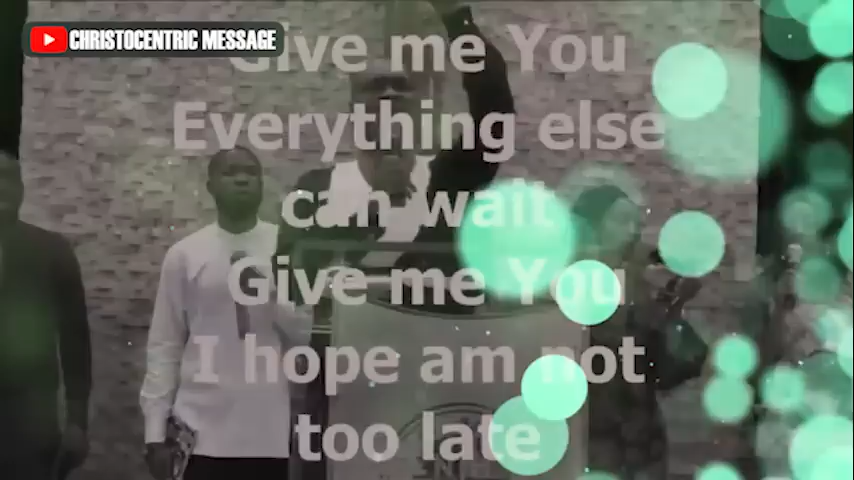 CHRISTOCENTRIC MESSAGE
Give me You
Everything else
can wait
Give me You
I hope am not
too late